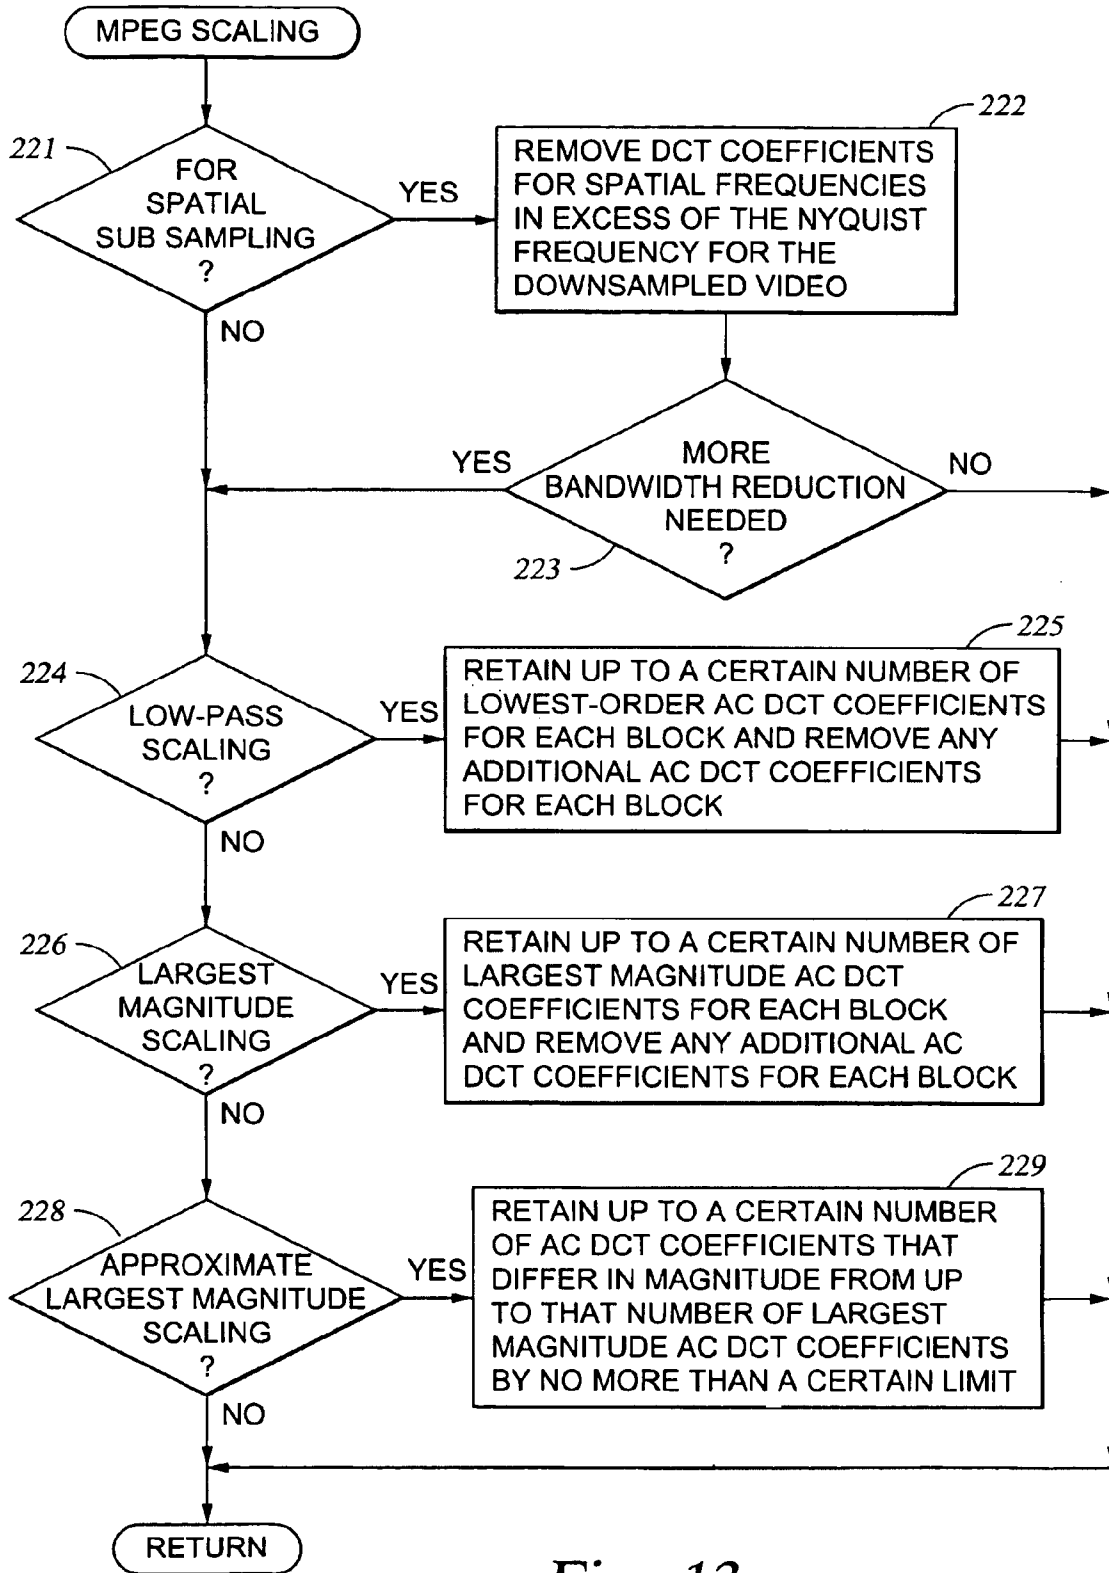 MPEG SCALING
221
FOR
SPATIAL
SUB SAMPLING
?
YES
NO
222
REMOVE DCT COEFFICIENTS
FOR SPATIAL FREQUENCIES
IN EXCESS OF THE NYQUIST
FREQUENCY FOR THE
DOWNSAMPLED VIDEO
YES
MORE
BANDWIDTH REDUCTION
NEEDED
?
NO
223
224
LOW-PASS
SCALING
?
YES
NO
225
RETAIN UP TO A CERTAIN NUMBER OF
LOWEST-ORDER AC DCT COEFFICIENTS
FOR EACH BLOCK AND REMOVE ANY
ADDITIONAL AC DCT COEFFICIENTS
FOR EACH BLOCK
226
LARGEST
MAGNITUDE
SCALING
?
YES
NO
227
RETAIN UP TO A CERTAIN NUMBER OF
LARGEST MAGNITUDE AC DCT
COEFFICIENTS FOR EACH BLOCK
AND REMOVE ANY ADDITIONAL AC
DCT COEFFICIENTS FOR EACH BLOCK
228
APPROXIMATE
LARGEST MAGNITUDE
SCALING
?
YES
NO
229
RETAIN UP TO A CERTAIN NUMBER
OF AC DCT COEFFICIENTS THAT
DIFFER IN MAGNITUDE FROM UP
TO THAT NUMBER OF LARGEST
MAGNITUDE AC DCT COEFFICIENTS
BY NO MORE THAN A CERTAIN LIMIT
RETURN